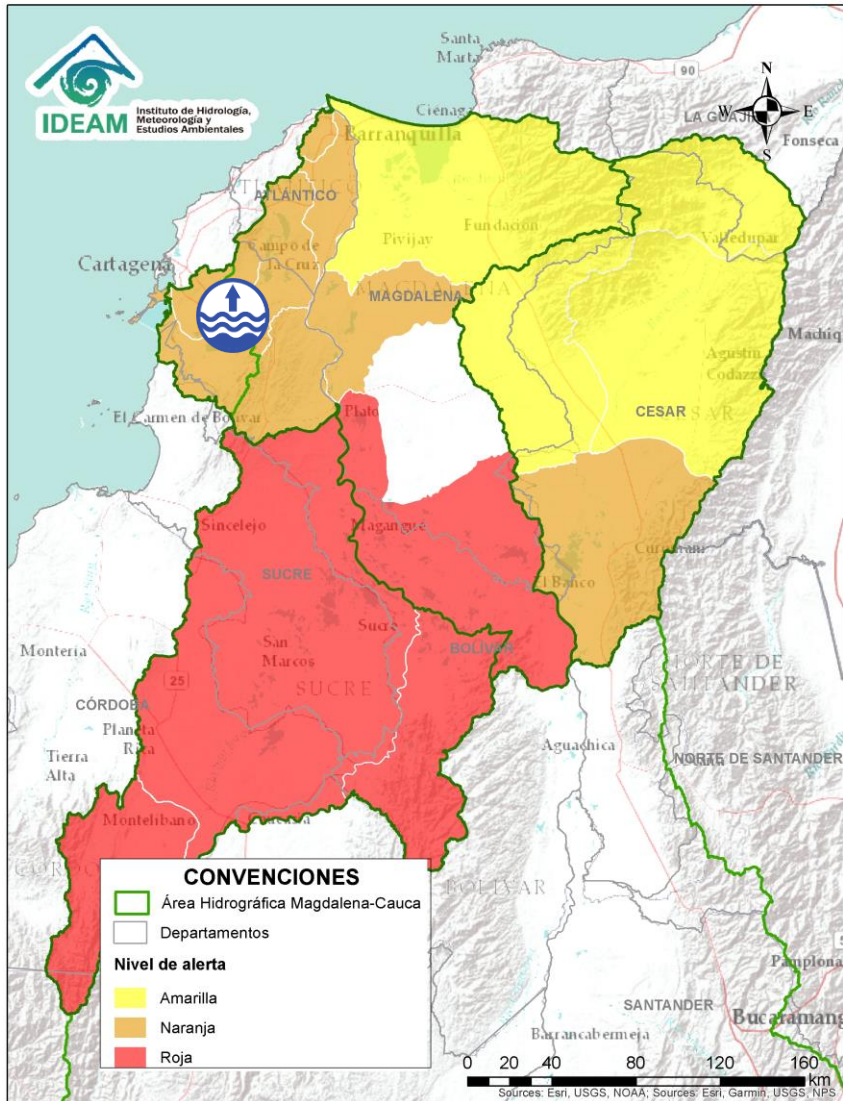 IDEAM
Instituto de Hidrología,
Meteorología y
Estudios Ambientales
Santa
Marta
90
N
W
E
S
LA GUAJIRA
Fonseca
Ciénaga
Barranquilla
ATLÁNTICO
Fundación
Pivijay
Valledupar
Cartagena
Campo de
la Cruz
MAGDALENA
MAGDALENA
Agustín
Codazzi
El Carmen de Bolívar
Plato
CESAR
CESAR
Sincelejo
Magangué
Curumaní
El Banco
SUCRE
Montería
San
Marcos
Sucre
BOLÍVAR
25
SUCRE
NORTE DE
SANTANDER
CÓRDOBA
Planeta
Rica
Tierra
Alta
Aguachica
NORTE DE SANTANDER
Montelibano
Caucasia
BOLÍVAR
CONVENCIONES
Área Hidrográfica Magdalena-Cauca
Departamentos
Nivel de alerta
Amarilla
Naranja
Roja
Pamplona
SANTANDER
Bucaramang
Barrancabermeja
0 20 40 80 120 160
km
Sources: Esri, USGS, NOAA; Sources: Esri, Garmin, USGS, NPS